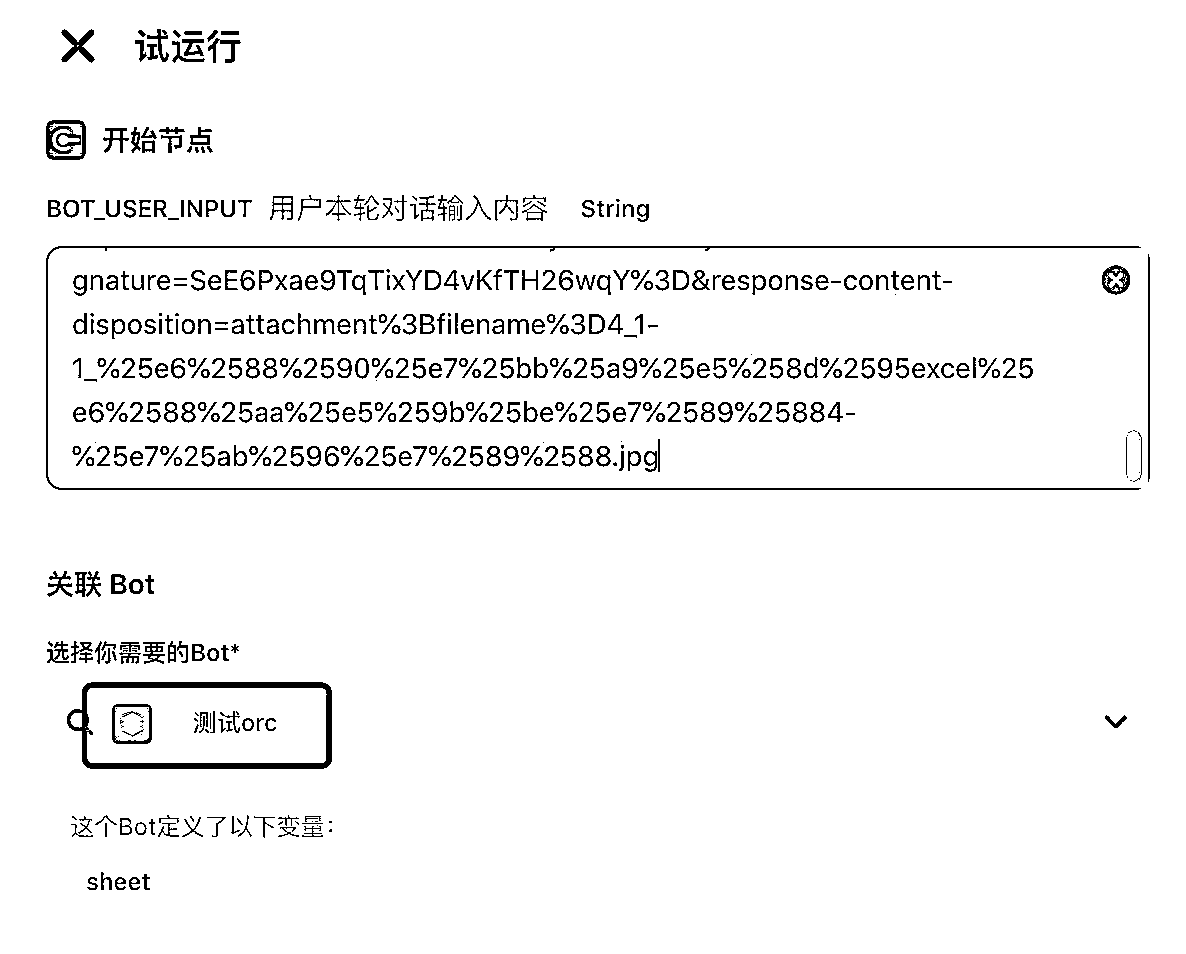 试运行
开始节点
BOT_USER_INPUT 用户本轮对话输入内容 String
gnature=SeE6Pxae9TqTixYD4vKfTH26wqY%3D&response-content-
disposition=attachment%3Bfilename%3D4_1-
1_%25e6%2588%2590%25e7%25bb%25a9%25e5%258d%2595excel%25
e6%2588%25aa%25e5%259b%25be%25e7%2589%25884-
%25e7%25ab%2596%25e7%2589%2588.jpg
关联 Bot
选择你需要的Bot*
测试orc
这个Bot定义了以下变量：
sheet